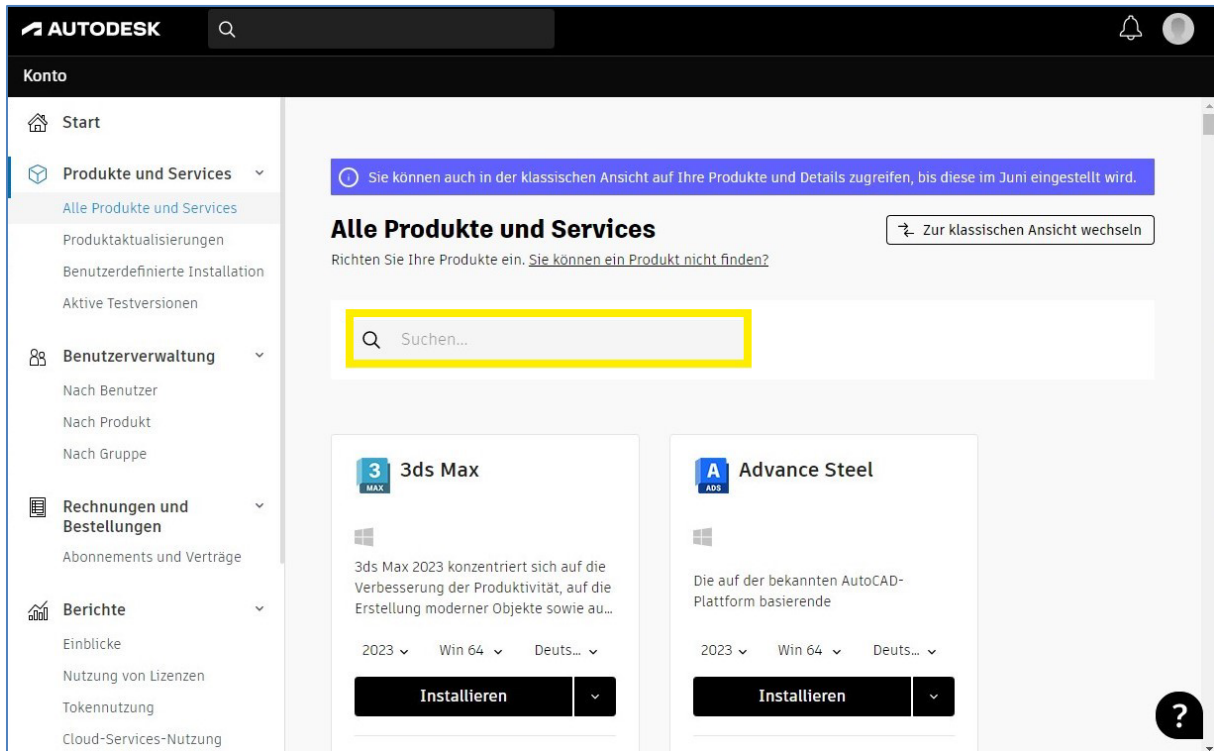 AUTODESK
Konto
Start
Produkte und Services
Alle Produkte und Services
Produktaktualisierungen
Benutzerdefinierte Installation
Aktive Testversionen
Benutzerverwaltung
Nach Benutzer
Nach Produkt
Nach Gruppe
Rechnungen und
Bestellungen
Abonnements und Verträge
Berichte
Einblicke
Nutzung von Lizenzen
Tokennutzung
Cloud-Services-Nutzung
Sie können auch in der klassischen Ansicht auf Ihre Produkte und Details zugreifen, bis diese im Juni eingestellt wird.
Alle Produkte und Services
Zur klassischen Ansicht wechseln
Richten Sie Ihre Produkte ein. Sie können ein Produkt nicht finden?
Suchen...
3 MAX
3ds Max
3ds Max 2023 konzentriert sich auf die
Verbesserung der Produktivität, auf die
Erstellung moderner Objekte sowie au...
2023 Win 64 Deuts...
Installieren
A ADS
Advance Steel
Die auf der bekannten AutoCAD-
Plattform basierende
2023 Win 64 Deuts...
Installieren
?